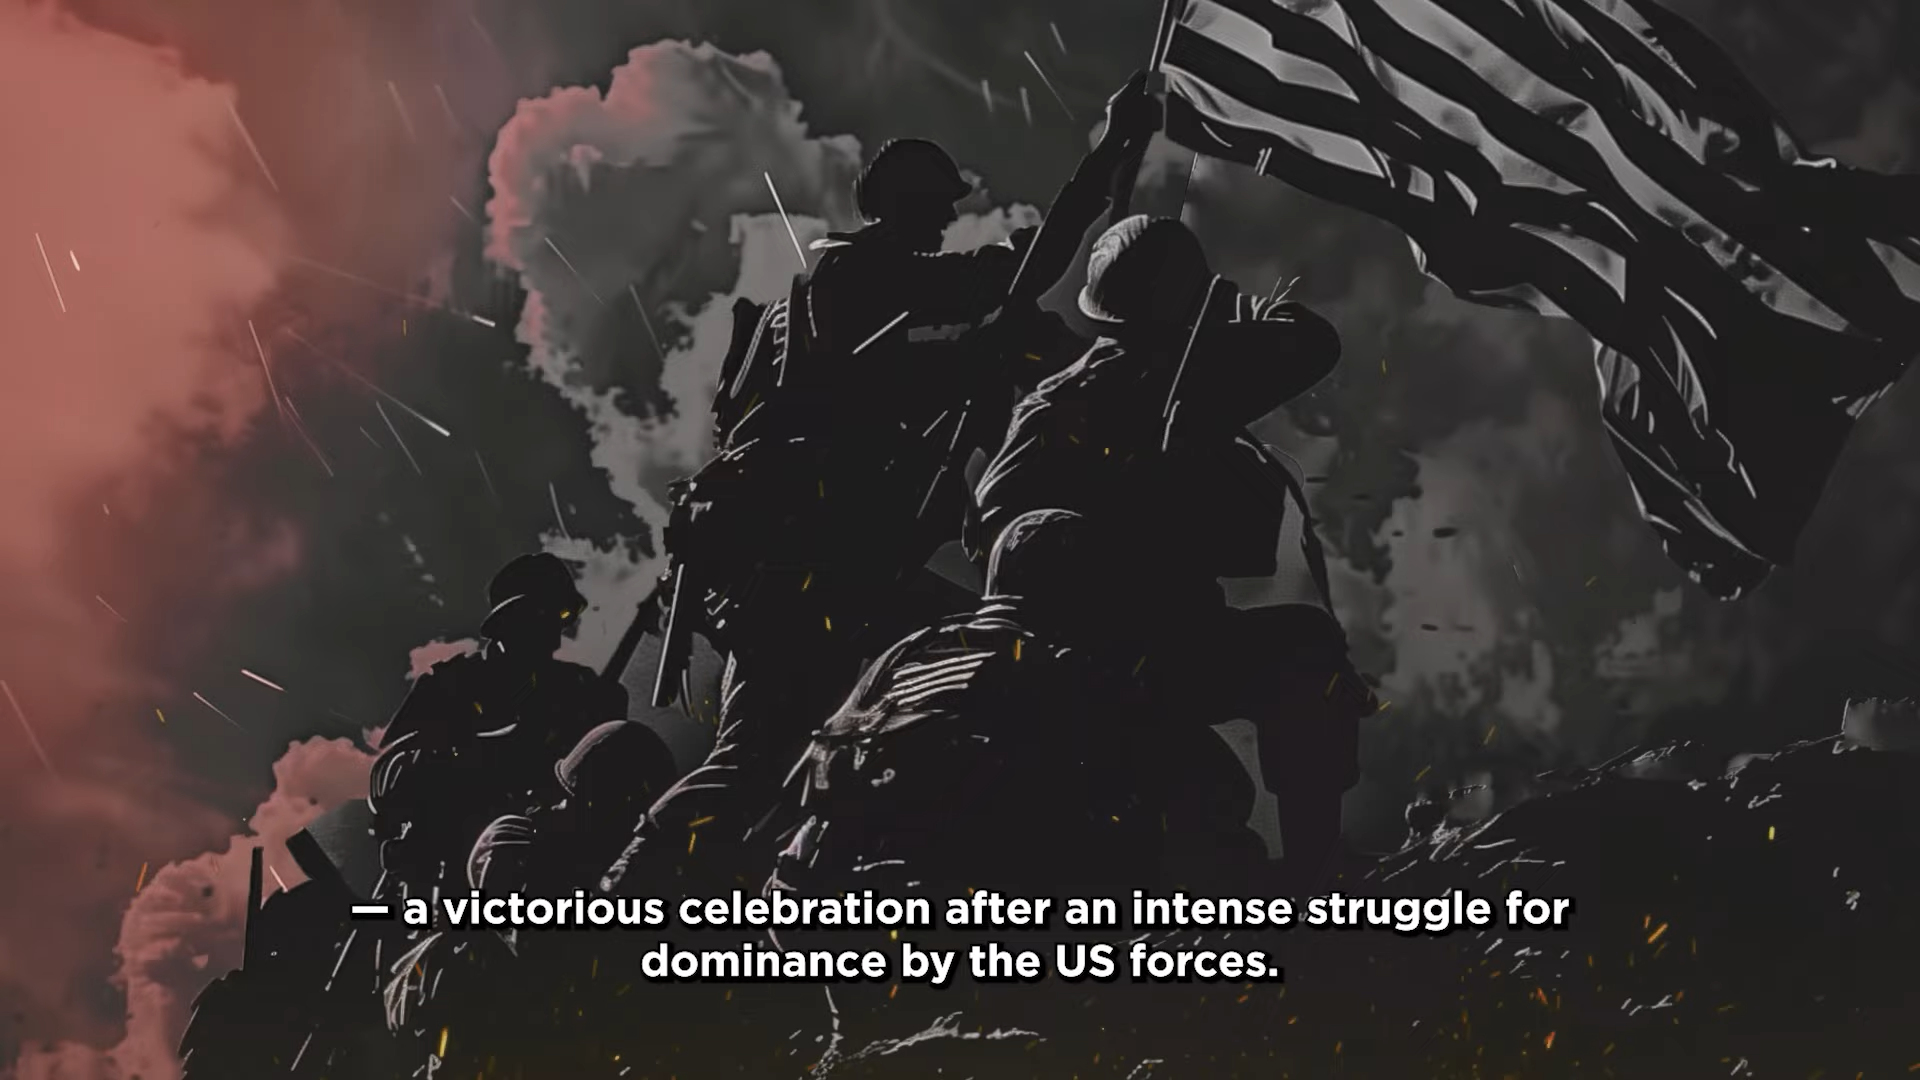 — a victorious celebration after an intense struggle for
dominance by the US forces.